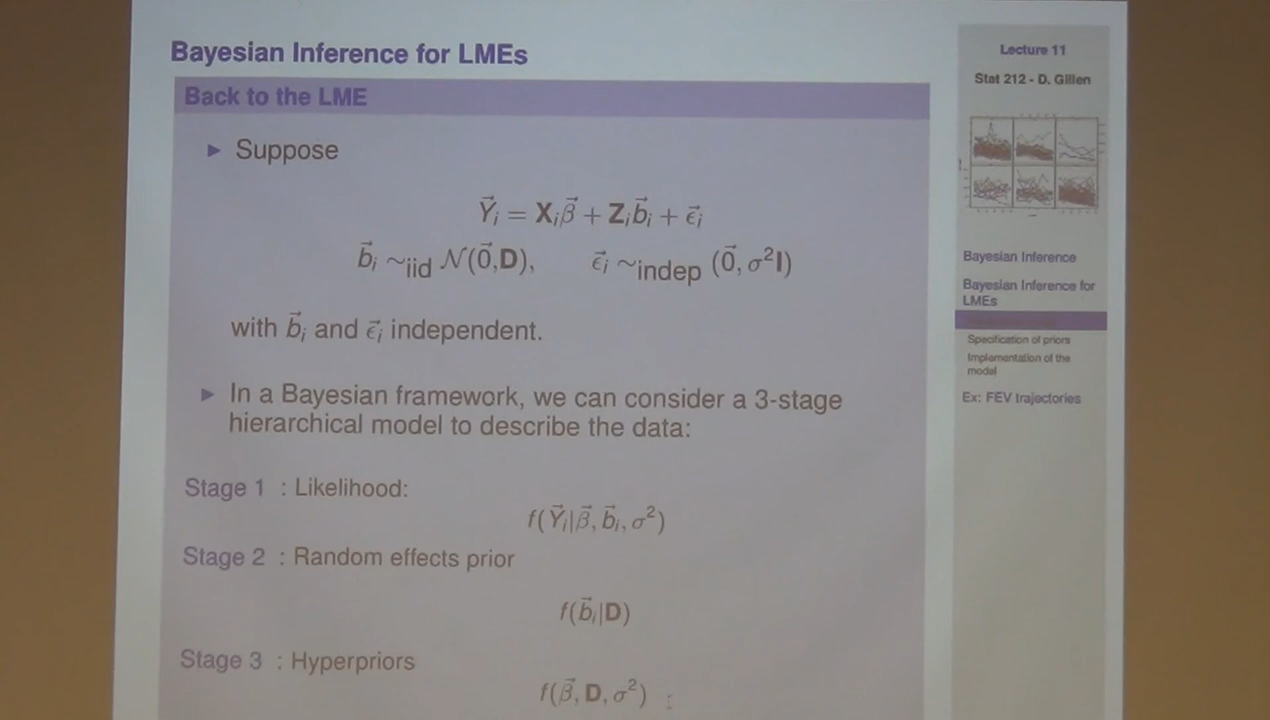 Bayesian Inference for LMEs
Back to the LME
► Suppose
Y⃗ᵢ = Xᵢβ⃗ + Zᵢb⃗ᵢ + ϵ⃗ᵢ
b⃗ᵢ ~iid 𝒩(0⃗,D), ϵ⃗ᵢ ~indep (0⃗, σ²I)
with b⃗ᵢ and ϵ⃗ᵢ independent.
► In a Bayesian framework, we can consider a 3-stage
hierarchical model to describe the data:
Stage 1 : Likelihood:
f(Y⃗ᵢ|β⃗, b⃗ᵢ, σ²)
Stage 2 : Random effects prior
f(b⃗ᵢ|D)
Stage 3 : Hyperpriors
f(β⃗, D, σ²)
Lecture 11
Stat 212 - D. Gillen
Bayesian Inference
Bayesian Inference for
LMEs
Specification of priors
Implementation of the
model
Ex: FEV trajectories